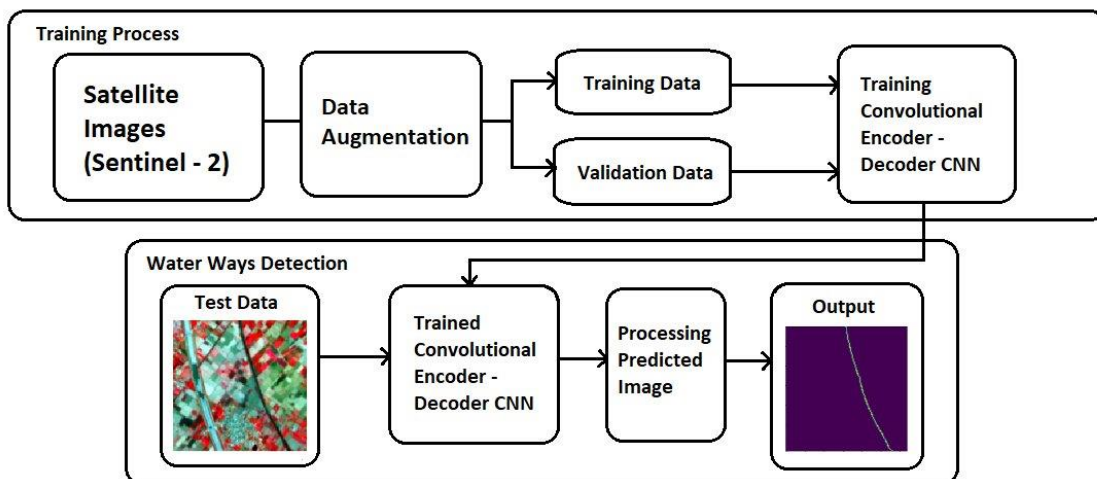 Training Process
Satellite
Images
(Sentinel - 2)
Data
Augmentation
Training Data
Validation Data
Training
Convolutional
Encoder -
Decoder CNN
Water Ways Detection
Test Data
Trained
Convolutional
Encoder -
Decoder CNN
Processing
Predicted
Image
Output